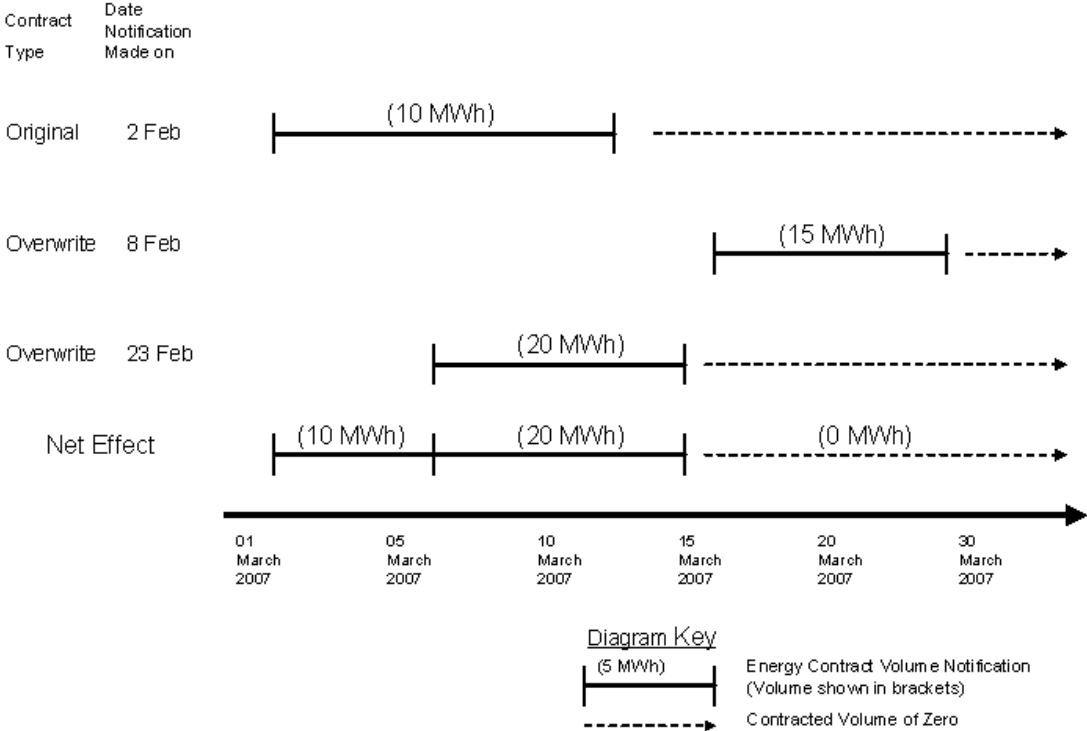 Contract
Type
Date
Notification
Made on
(10 MWh)
Original 2 Feb
(15 MWh)
Overwrite 8 Feb
(20 MWh)
Overwrite 23 Feb
Net Effect
(10 MWh) (20 MWh) (0 MWh)
01
March
2007
05
March
2007
10
March
2007
15
March
2007
20
March
2007
30
March
2007
Diagram Key
(5 MWh)
Energy Contract Volume Notification
(Volume shown in brackets)
Contracted Volume of Zero